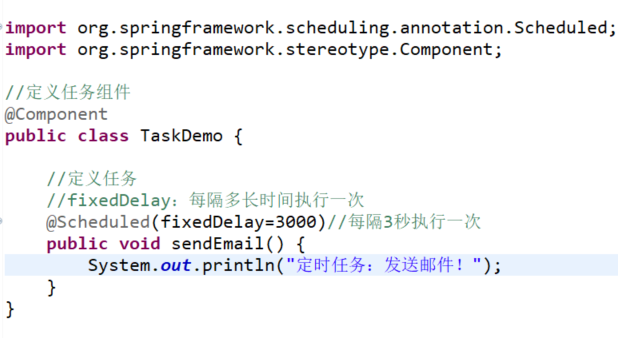 import org.springframework.scheduling.annotation.Scheduled;
import org.springframework.stereotype.Component;
//定义任务组件
@Component
public class TaskDemo {
//定义任务
//fixedDelay：每隔多长时间执行一次
@Scheduled(fixedDelay=3000)//每隔3秒执行一次
public void sendEmail() {
System.out.println("定时任务：发送邮件！");
}
}